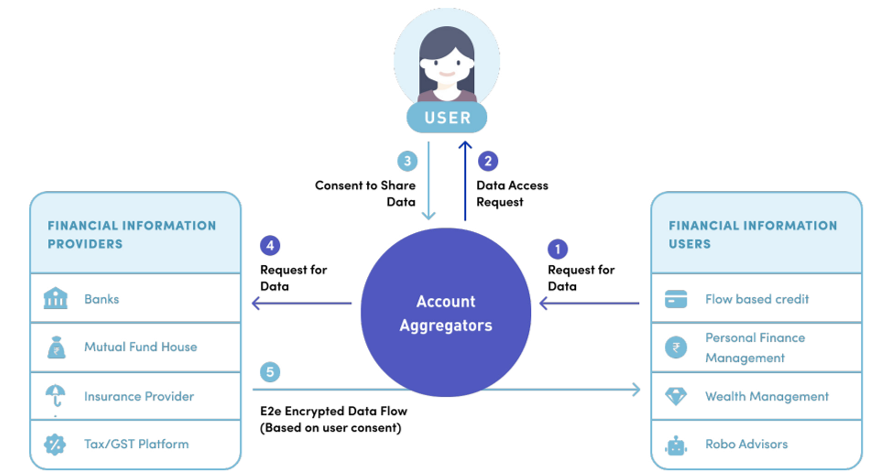 USER
3
2
Consent to Share
Data
Data Access
Request
FINANCIAL INFORMATION
PROVIDERS
Banks
Mutual Fund House
Insurance Provider
Tax/GST Platform
4
Request for
Data
Account
Aggregators
1
Request for
Data
5
E2e Encrypted Data Flow
(Based on user consent)
FINANCIAL INFORMATION
USERS
Flow based credit
₹
Personal Finance
Management
Wealth Management
Robo Advisors